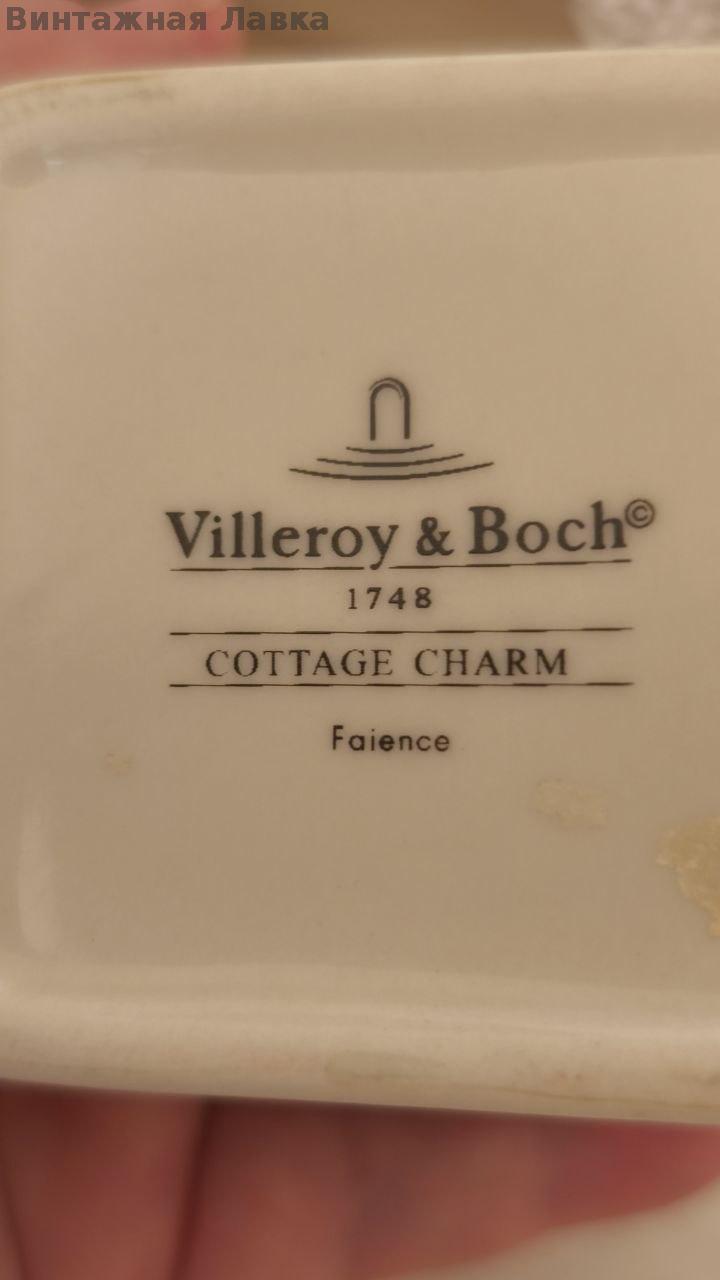 Винтажная Лавка
Villeroy & Boch©
1748
COTTAGE CHARM
Faience